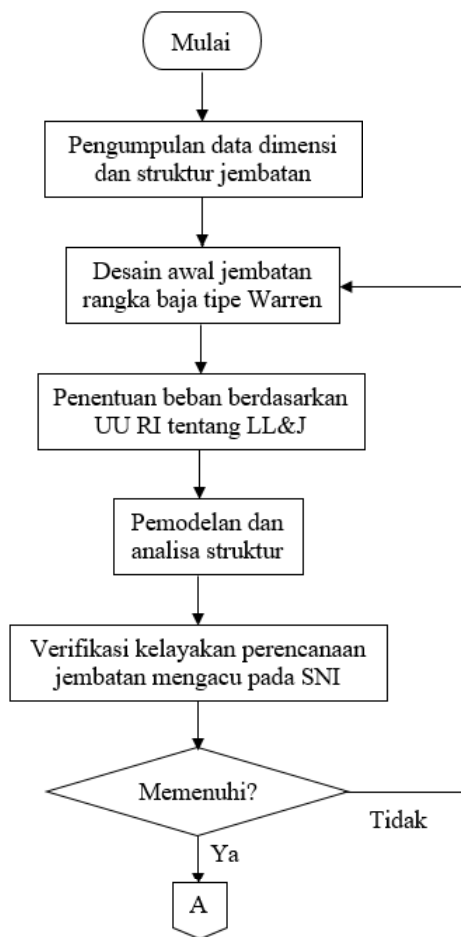 Mulai
Pengumpulan data dimensi
dan struktur jembatan
Desain awal jembatan
rangka baja tipe Warren
Penentuan beban berdasarkan
UU RI tentang LL&J
Pemodelan dan
analisa struktur
Verifikasi kelayakan perencanaan
jembatan mengacu pada SNI
Memenuhi?
Tidak
Ya
A